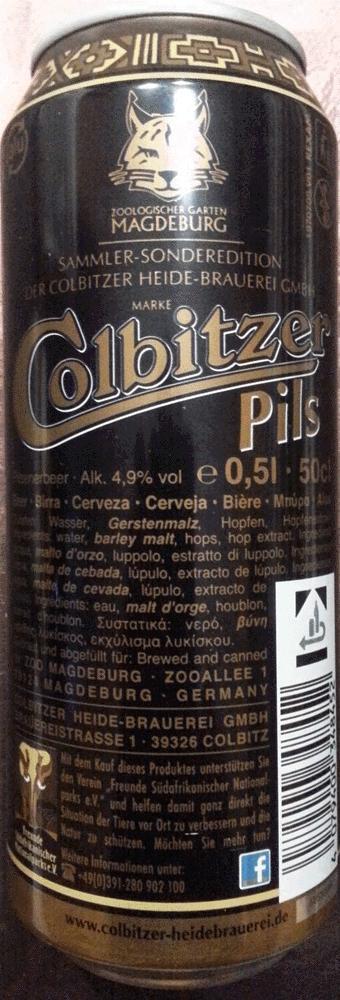 ZOOLOGISCHER GARTEN
MAGDEBURG
SAMMLER-SONDEREDITION
DER COLBITZER HEIDE-BRAUEREI GMBH
MARKE
Colbitzer
Pils
Alk. 4,9% vol e 0,5l · 50cl
Birra · Cerveza · Cerveja · Bière · Μπύρα
Wasser, Gerstenmalz, Hopfen,
water, barley malt, hops, hop extract.
malto d'orzo, luppolo, estratto di luppolo.
malta de cebada, lúpulo, extracto de lúpulo.
malte de cevada, lúpulo, extracto de
eau, malt d'orge, houblon,
d'houblon. Συστατικά: νερό, βύνη
λυκίσκος, εκχύλισμα λυκίσκου.
und abgefüllt für: Brewed and canned
ZOO MAGDEBURG · ZOOALLEE 1
39124 MAGDEBURG · GERMANY
COLBITZER HEIDE-BRAUEREI GMBH
BRAUEREISTRASSE 1 · 39326 COLBITZ
Mit dem Kauf dieses Produktes unterstützen Sie
den Verein „Freunde Südafrikanischer National
parks e.V." und helfen damit ganz direkt die
Situation der Tiere vor Ort zu verbessern und die
Natur zu schützen. Möchten Sie mehr tun?
Weitere Informationen unter:
+49(0)391-280 902 100
Freunde
Südafrikanischer
Nationalparks e.V.
f
www.colbitzer-heidebrauerei.de